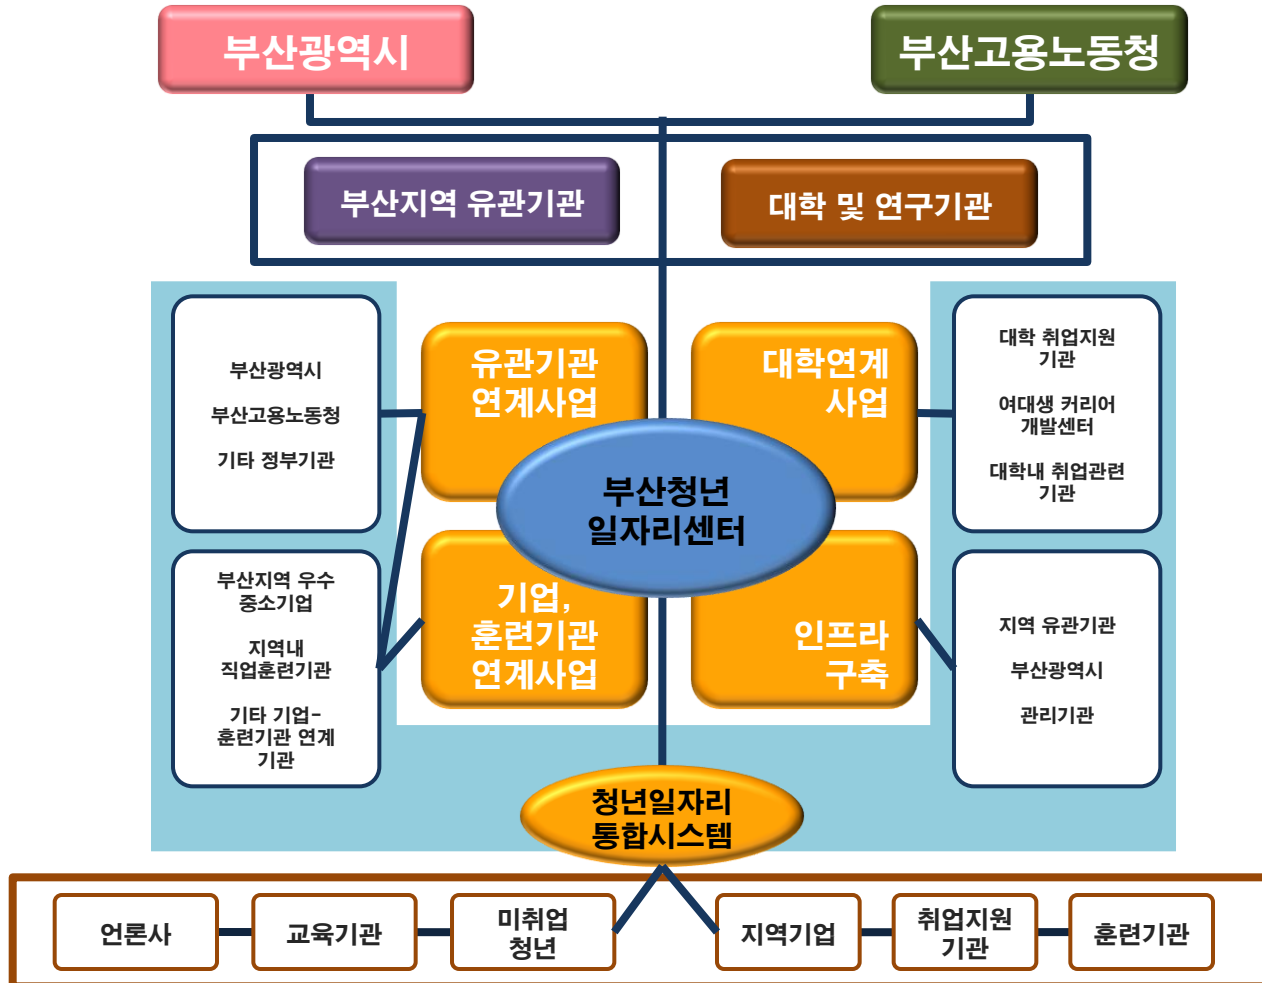 부산광역시
부산고용노동청
부산지역 유관기관
대학 및 연구기관
부산광역시
부산고용노동청
기타 정부기관
유관기관
연계사업
대학연계
사업
대학 취업지원
기관
여대생 커리어
개발센터
대학내 취업관련
기관
부산청년
일자리센터
부산지역 우수
중소기업
지역내
직업훈련기관
기타 기업-
훈련기관 연계
기관
기업,
훈련기관
연계사업
인프라
구축
지역 유관기관
부산광역시
관리기관
청년일자리
통합시스템
언론사
교육기관
미취업
청년
지역기업
취업지원
기관
훈련기관